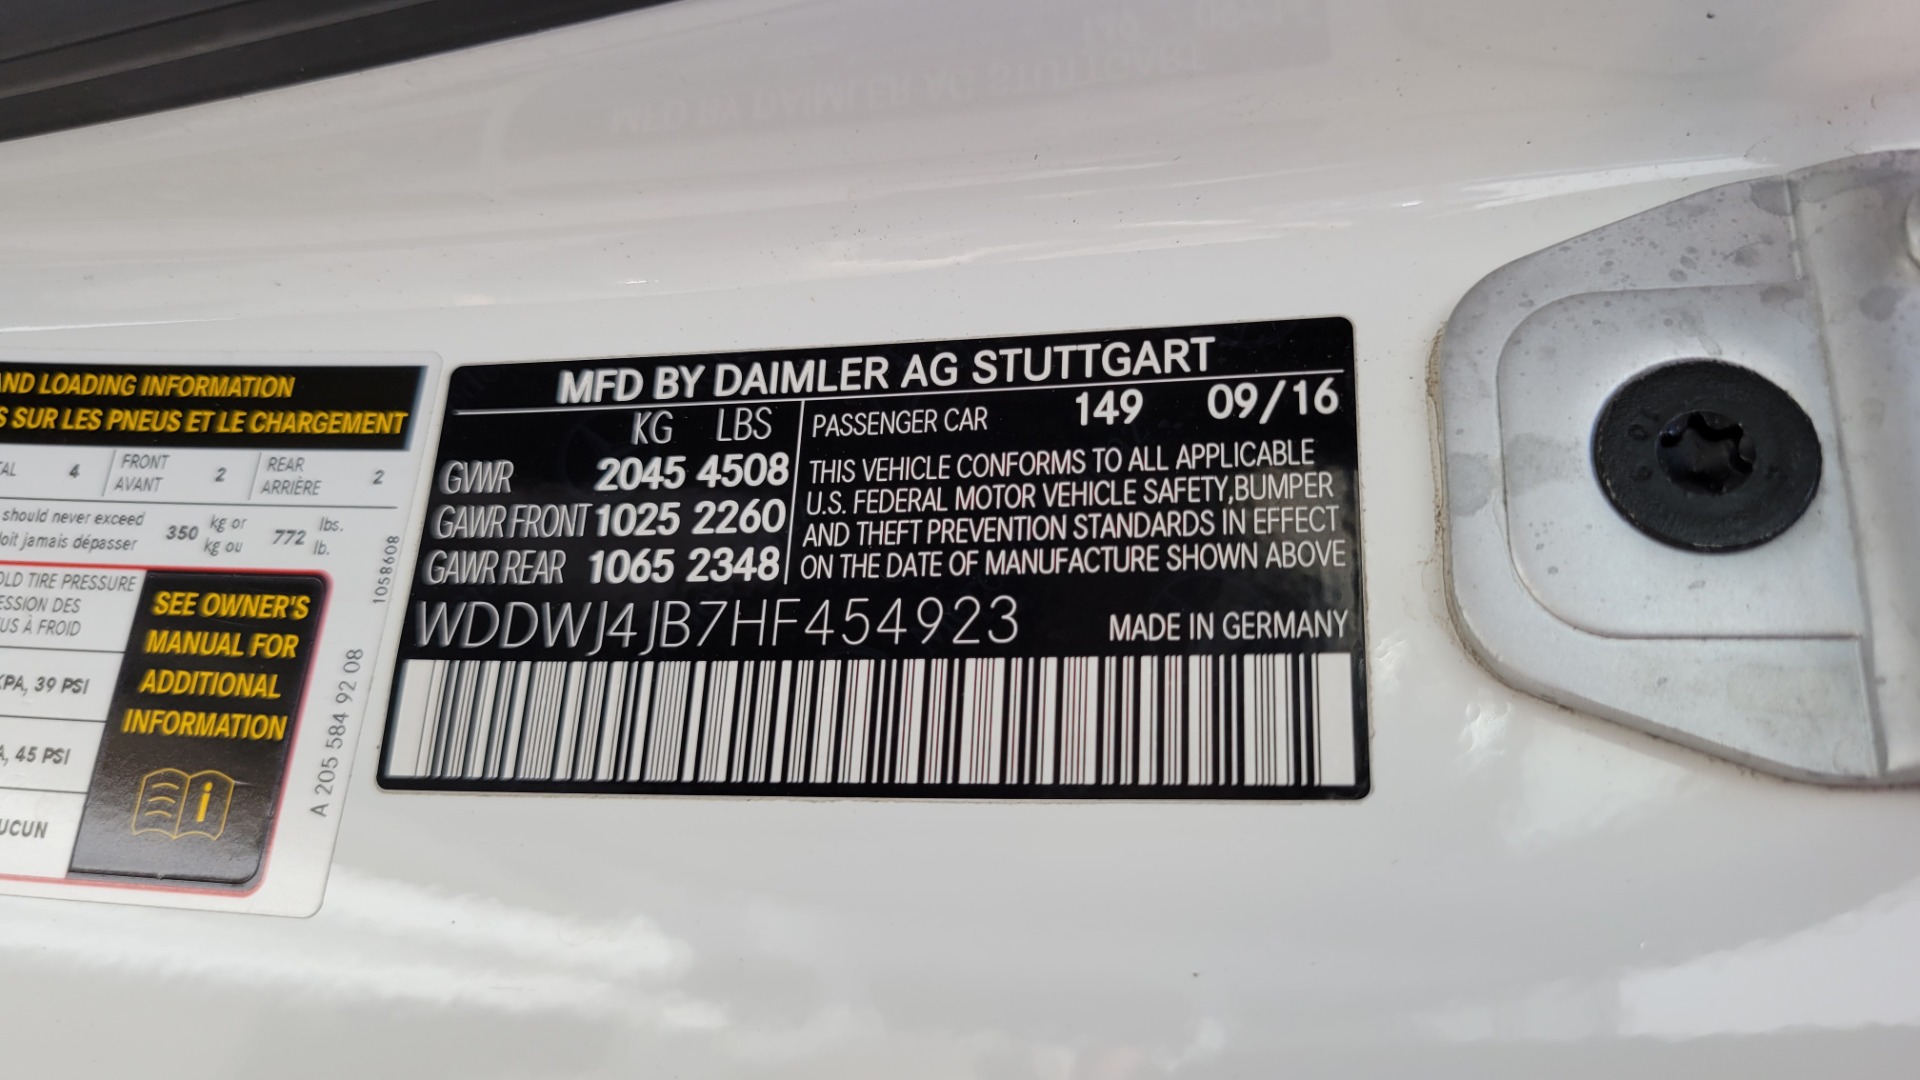 AND LOADING INFORMATION
S SUR LES PNEUS ET LE CHARGEMENT
4
FRONT
AVANT
2
REAR
ARRIÈRE
2
should never exceed
jamais dépasser
350
kg or
kg ou
772
lbs.
lb.
TIRE PRESSURE
DES
À FROID
KPA, 39 PSI
45 PSI
SEE OWNER'S
MANUAL FOR
ADDITIONAL
INFORMATION
i
1058608
A 205 584 92 08
MFD BY DAIMLER AG STUTTGART
KG LBS
GVWR 2045 4508
GAWR FRONT 1025 2260
GAWR REAR 1065 2348
PASSENGER CAR 149 09/16
THIS VEHICLE CONFORMS TO ALL APPLICABLE
U.S. FEDERAL MOTOR VEHICLE SAFETY,BUMPER
AND THEFT PREVENTION STANDARDS IN EFFECT
ON THE DATE OF MANUFACTURE SHOWN ABOVE
WDDWJ4JB7HF454923
MADE IN GERMANY